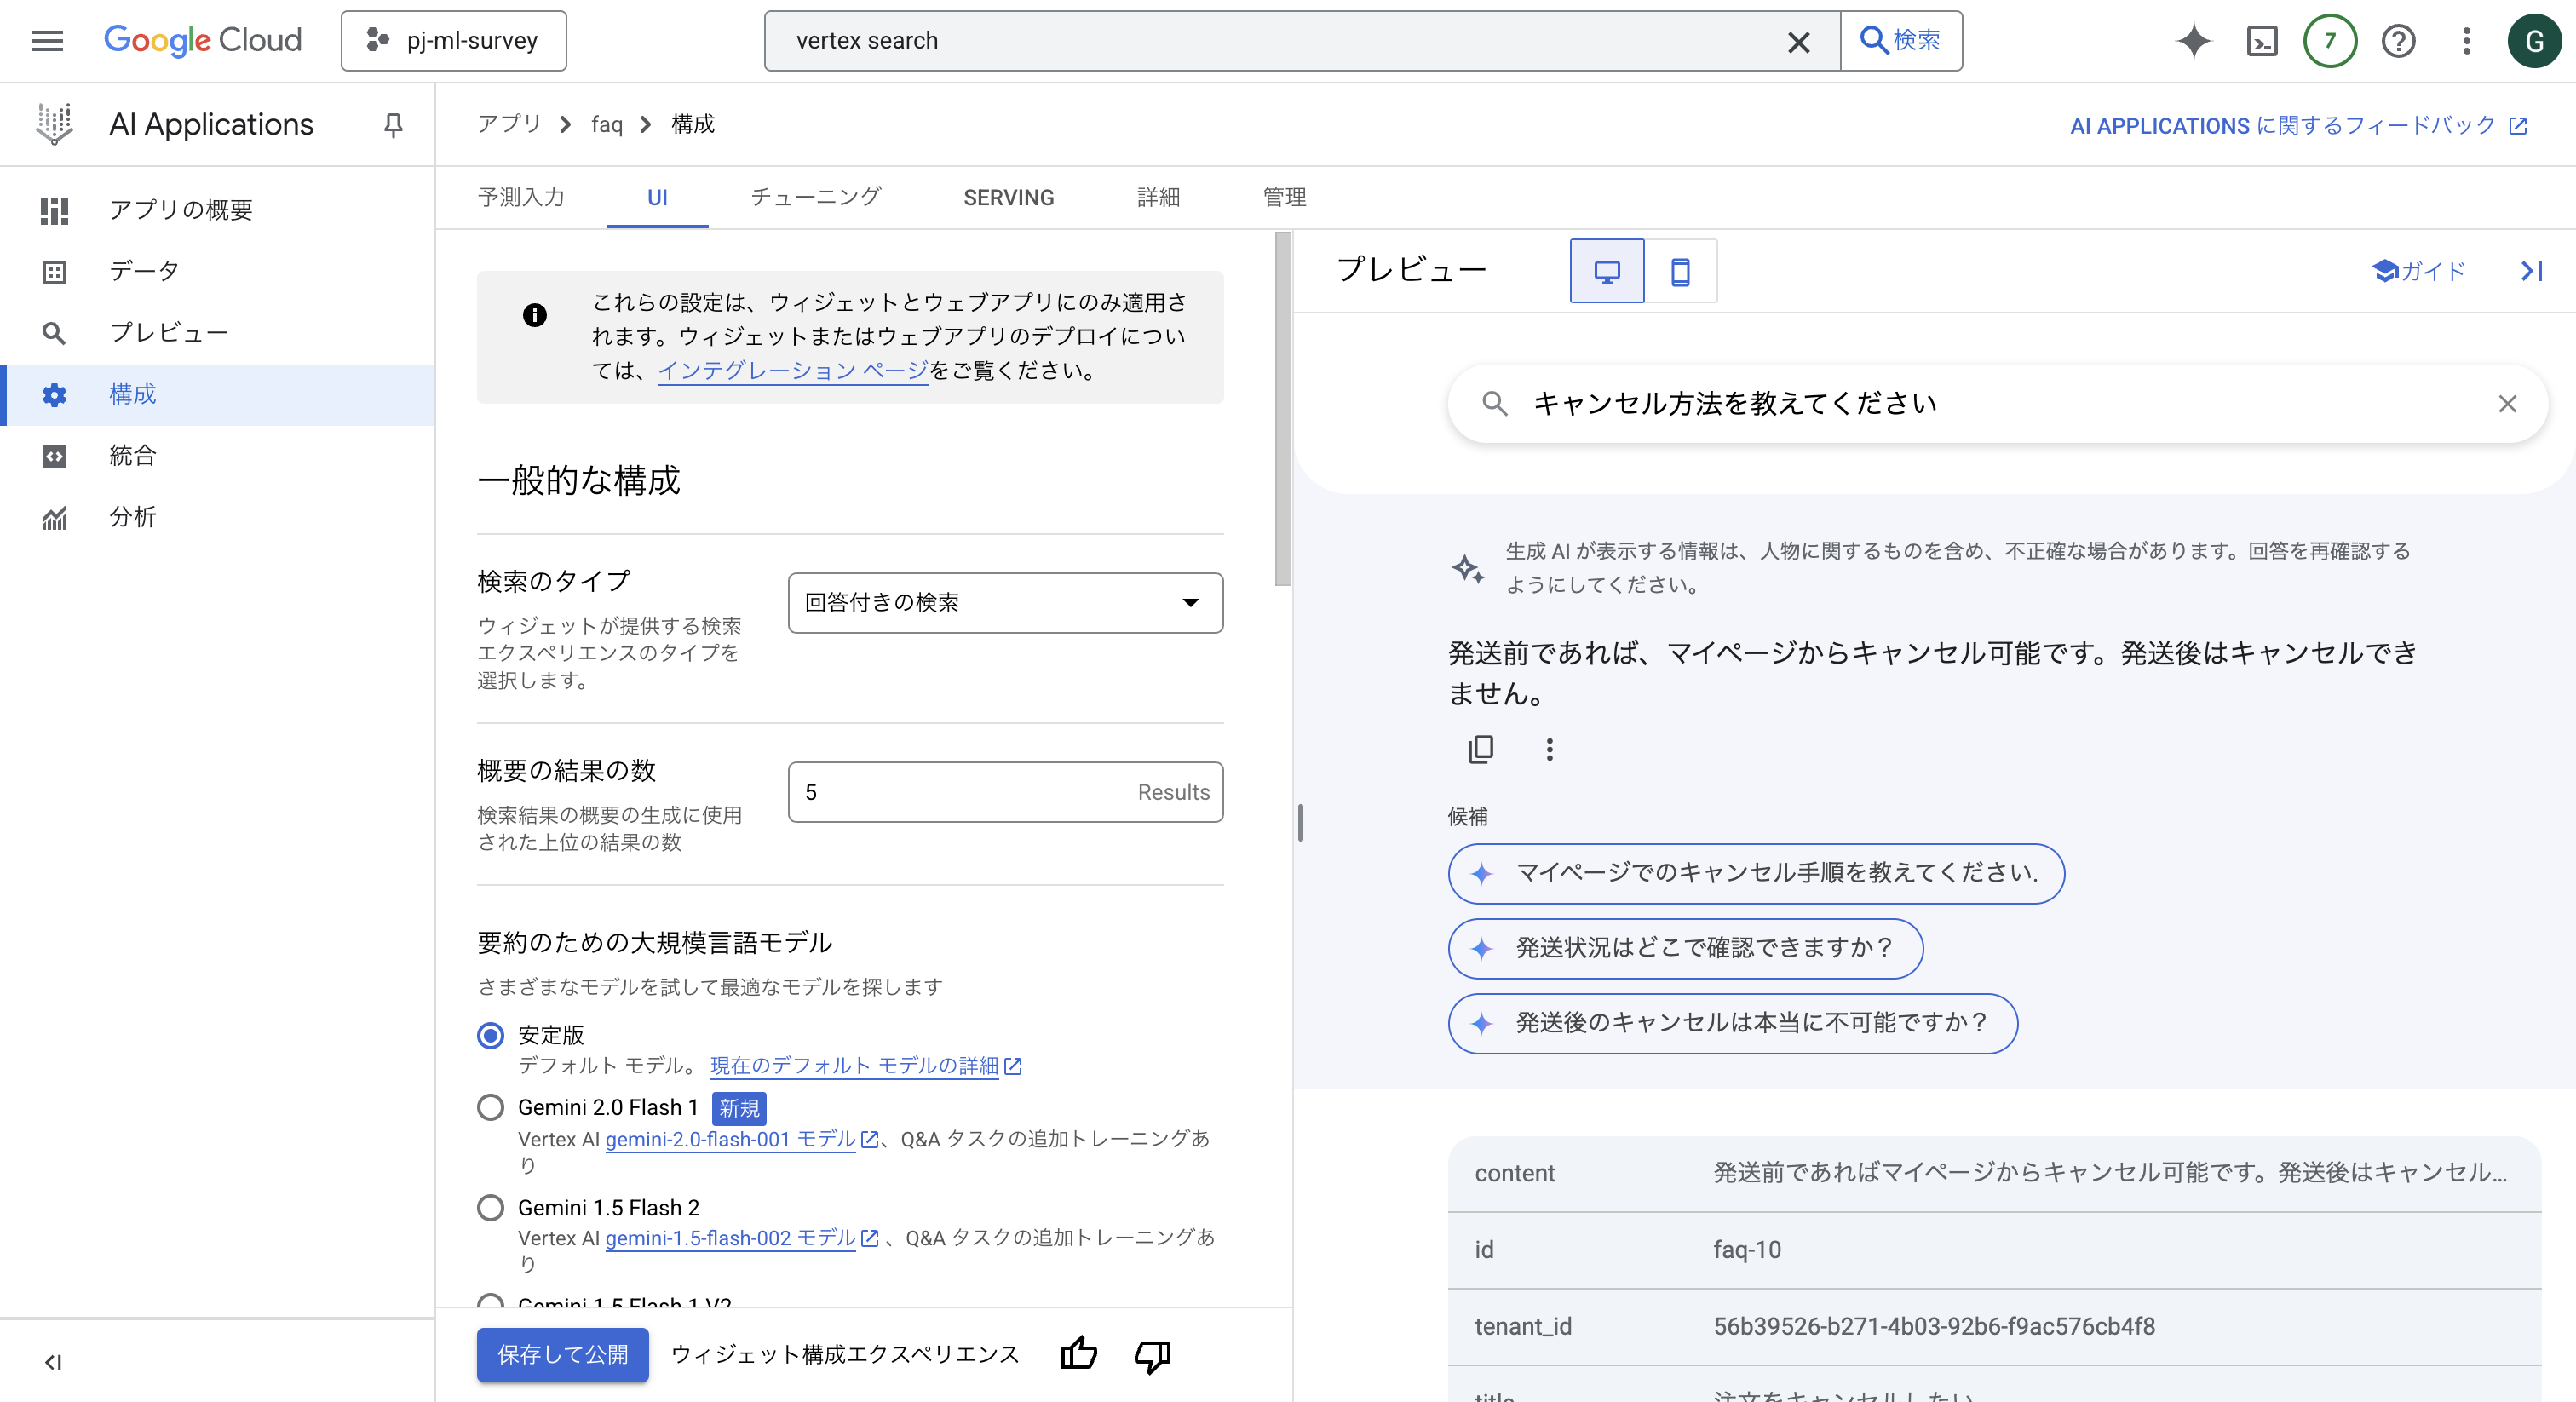 Google Cloud
pj-ml-survey
vertex search
検索
7
G
AI Applications
アプリの概要
データ
プレビュー
構成
統合
分析
アプリ
faq
構成
AI APPLICATIONS に関するフィードバック
予測入力
UI
チューニング
SERVING
詳細
管理
これらの設定は、ウィジェットとウェブアプリにのみ適用さ
れます。ウィジェットまたはウェブアプリのデプロイについ
ては、インテグレーション ページをご覧ください。
一般的な構成
検索のタイプ
ウィジェットが提供する検索
エクスペリエンスのタイプを
選択します。
回答付きの検索
概要の結果の数
検索結果の概要の生成に使用
された上位の結果の数
5
Results
要約のための大規模言語モデル
さまざまなモデルを試して最適なモデルを探します
安定版
デフォルト モデル。 現在のデフォルト モデルの詳細
Gemini 2.0 Flash 1 新規
Vertex AI gemini-2.0-flash-001 モデル、Q&A タスクの追加トレーニングあ
り
Gemini 1.5 Flash 2
Vertex AI gemini-1.5-flash-002 モデル 、Q&A タスクの追加トレーニングあ
り
Gemini 1.5 Flash 1 V2
保存して公開
ウィジェット構成エクスペリエンス
プレビュー
ガイド
キャンセル方法を教えてください
生成 AI が表示する情報は、人物に関するものを含め、不正確な場合があります。回答を再確認する
ようにしてください。
発送前であれば、マイページからキャンセル可能です。発送後はキャンセルでき
ません。
候補
マイページでのキャンセル手順を教えてください.
発送状況はどこで確認できますか？
発送後のキャンセルは本当に不可能ですか？
content 発送前であればマイページからキャンセル可能です。発送後はキャンセル...
id faq-10
tenant_id 56b39526-b271-4b03-92b6-f9ac576cb4f8
title 注文をキャンセルしたい